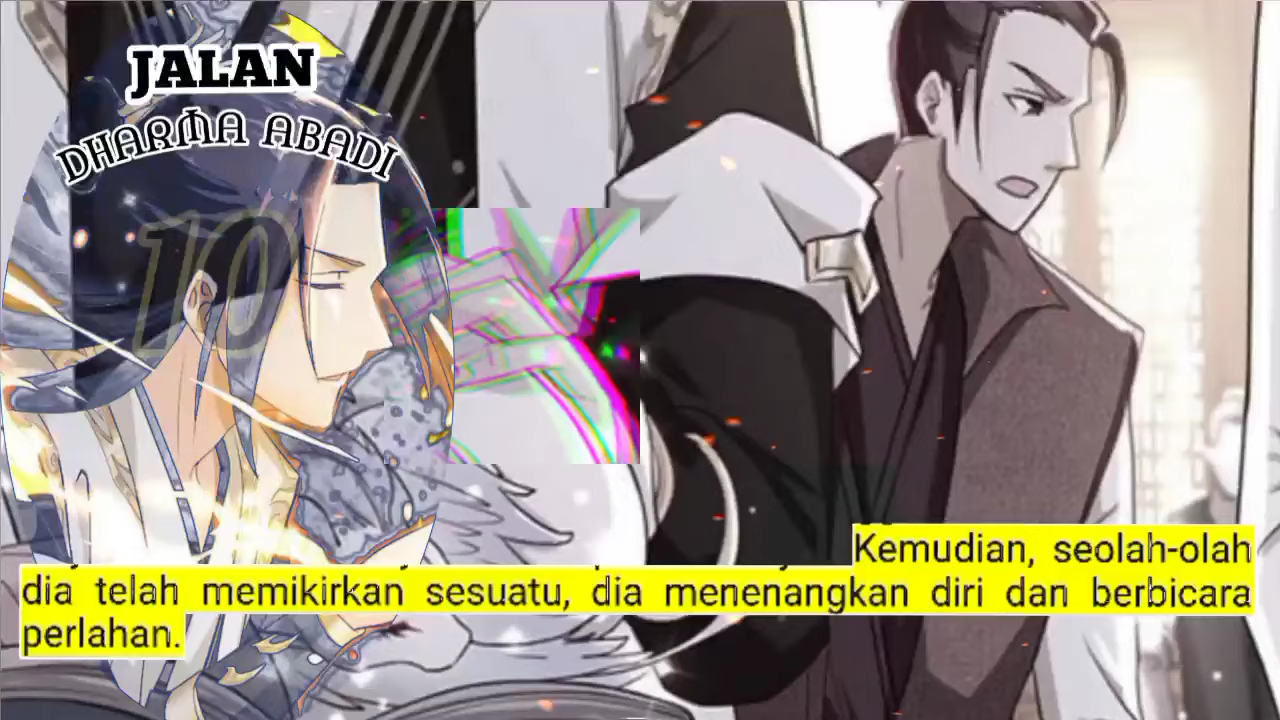 JALAN
DHARMA ABADI
10
Kemudian, seolah-olah
dia telah memikirkan sesuatu, dia menenangkan diri dan berbicara
perlahan.